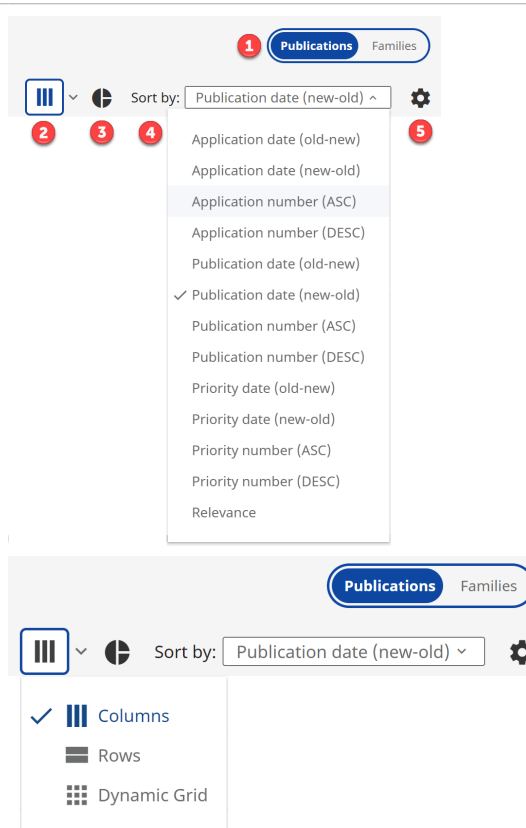 1 Publications Families
Sort by: Publication date (new-old)
2 3 4 5
Application date (old-new)
Application date (new-old)
Application number (ASC)
Application number (DESC)
Publication date (old-new)
Publication date (new-old)
Publication number (ASC)
Publication number (DESC)
Priority date (old-new)
Priority date (new-old)
Priority number (ASC)
Priority number (DESC)
Relevance
Publications Families
Sort by: Publication date (new-old)
Columns
Rows
Dynamic Grid